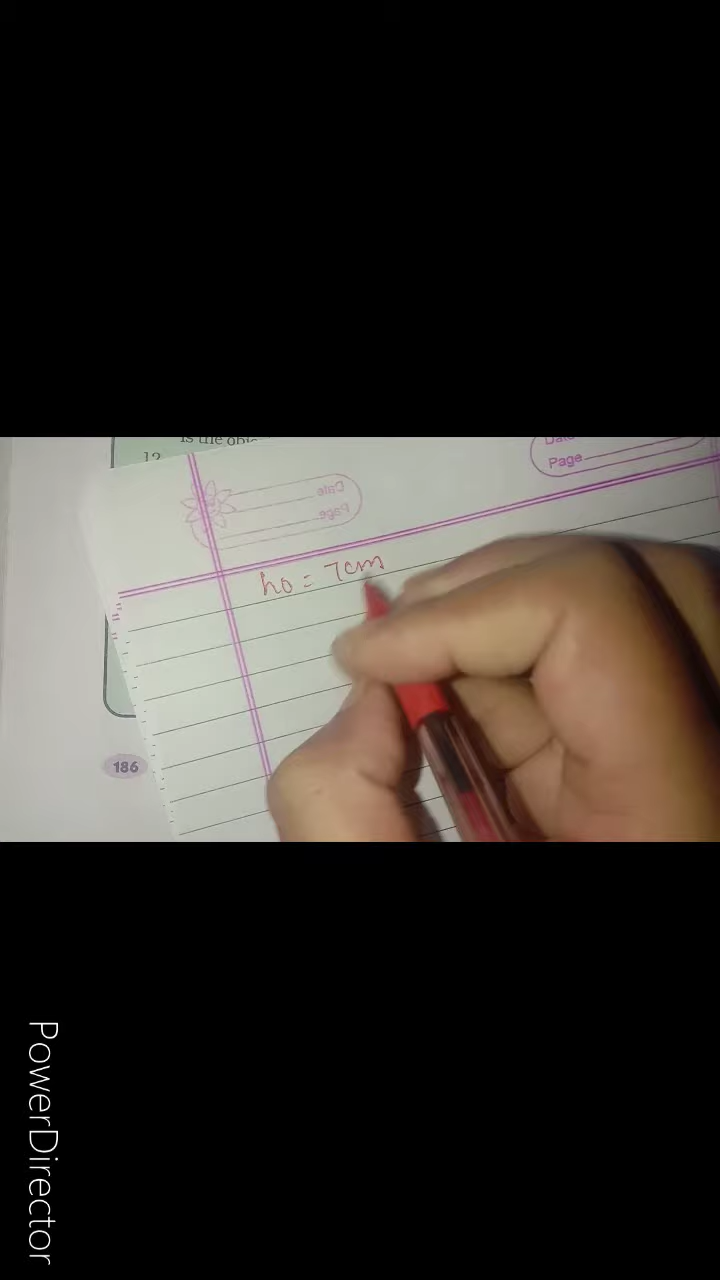 is the obj
12
Date
Page
Date
Page
ho = 7cm
186
PowerDirector